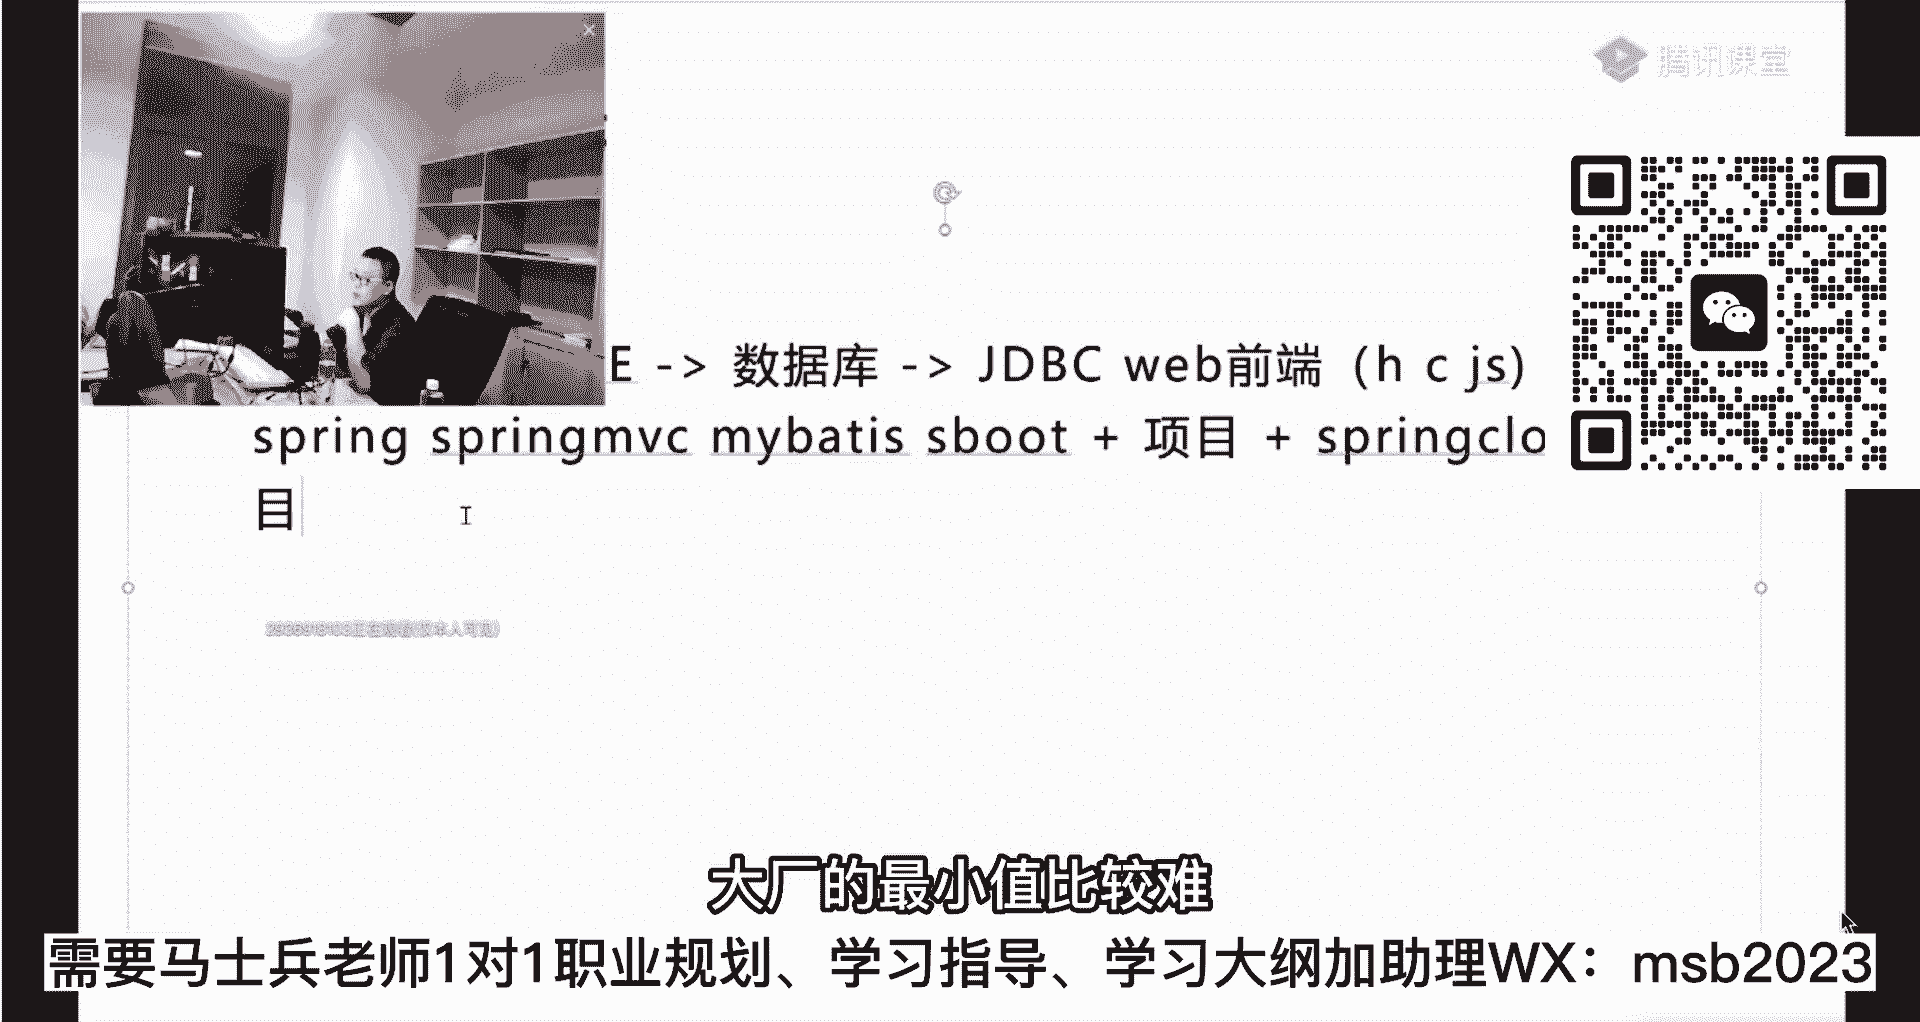 腾讯课堂
E -> 数据库 -> JDBC web前端（h c js）
spring springmvc mybatis sboot + 项目 + springclo
目
大厂的最小值比较难
需要马士兵老师1对1职业规划、学习指导、学习大纲加助理WX：msb2023